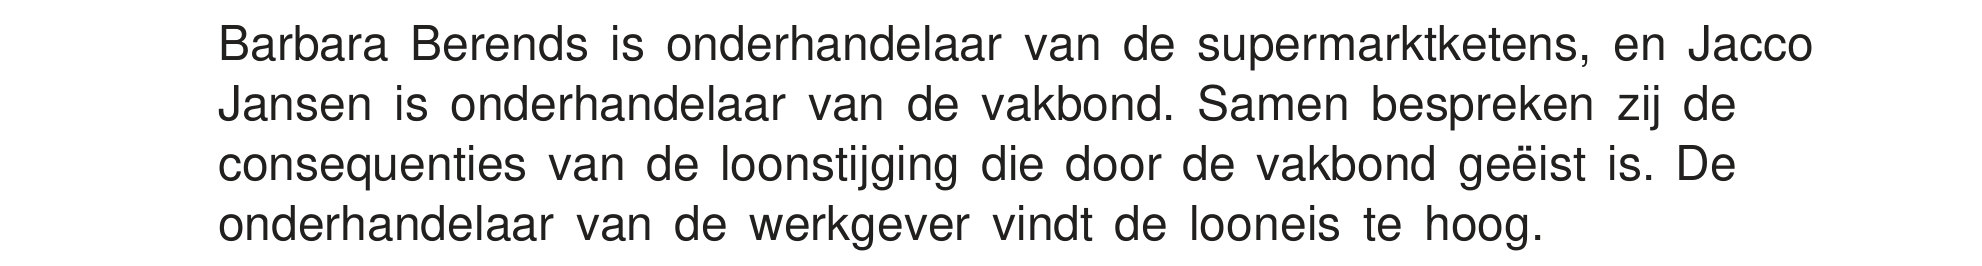 Barbara Berends is onderhandelaar van de supermarktketens, en Jacco
Jansen is onderhandelaar van de vakbond. Samen bespreken zij de
consequenties van de loonstijging die door de vakbond geëist is. De
onderhandelaar van de werkgever vindt de looneis te hoog.